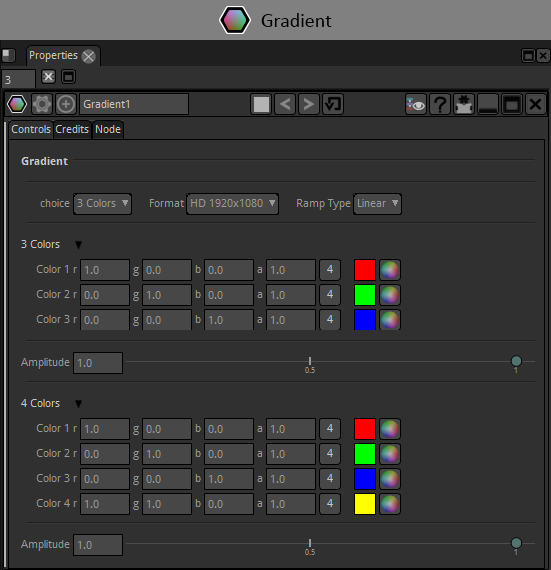 Gradient
Properties
3
Gradient1
?
Controls Credits Node
Gradient
choice 3 Colors Format HD 1920x1080 Ramp Type Linear
3 Colors
Color 1 r 1.0 g 0.0 b 0.0 a 1.0 4
Color 2 r 0.0 g 1.0 b 0.0 a 1.0 4
Color 3 r 0.0 g 0.0 b 1.0 a 1.0 4
Amplitude 1.0 0.5 1
4 Colors
Color 1 r 1.0 g 0.0 b 0.0 a 1.0 4
Color 2 r 0.0 g 1.0 b 0.0 a 1.0 4
Color 3 r 0.0 g 0.0 b 1.0 a 1.0 4
Color 4 r 1.0 g 1.0 b 0.0 a 1.0 4
Amplitude 1.0 0.5 1